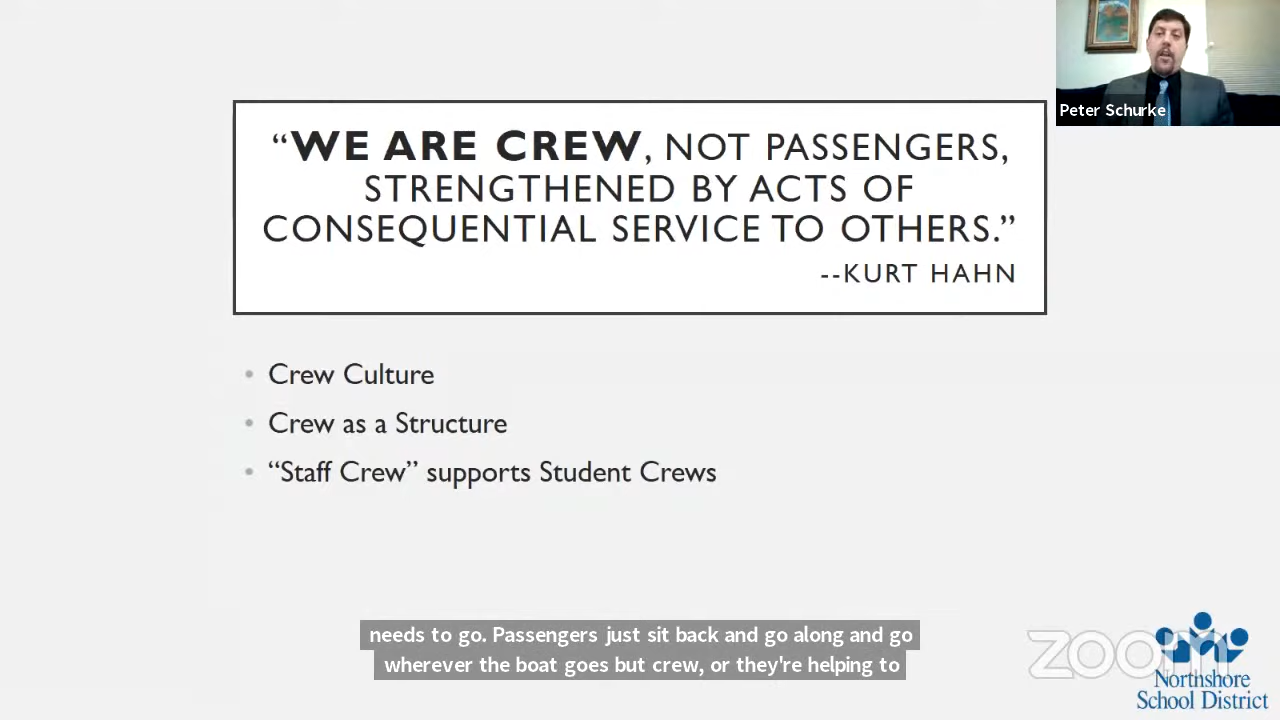 Peter Schurke
“WE ARE CREW, NOT PASSENGERS,
STRENGTHENED BY ACTS OF
CONSEQUENTIAL SERVICE TO OTHERS.”
--KURT HAHN
• Crew Culture
• Crew as a Structure
• “Staff Crew” supports Student Crews
needs to go. Passengers just sit back and go along and go
wherever the boat goes but crew, or they're helping to
zoom
Northshore
School District